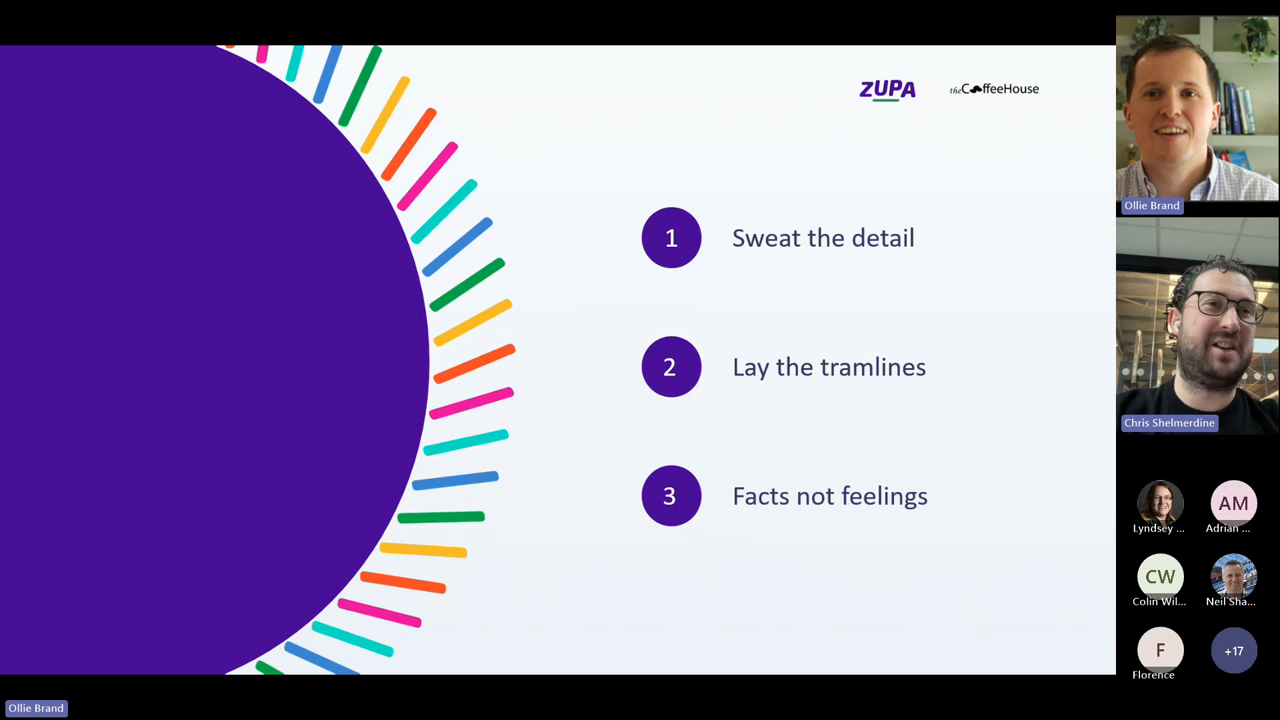 ZUPA
theCoffeeHouse
1 Sweat the detail
2 Lay the tramlines
3 Facts not feelings
Ollie Brand
Chris Shelmerdine
AM
Lyndsey ...
Adrian ...
CW
Colin Wil...
Neil Sha...
F
+17
Florence
Ollie Brand